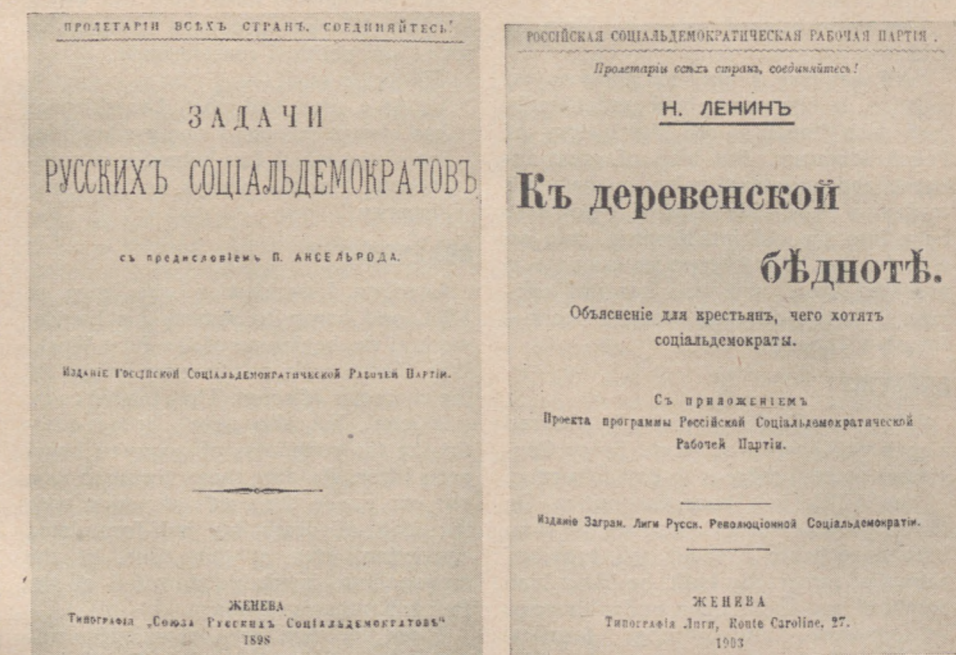 ПРОЛЕТАРІИ ВСѢХЪ СТРАНЪ, СОЕДИНЯЙТЕСЬ!
ЗАДАЧИ
РУССКИХЪ СОЦІАЛЬДЕМОКРАТОВЪ
съ предисловіемъ П. АКСЕЛЬРОДА.
Изданіе Россійской Соціальдемократической Рабочей Партіи.
ЖЕНЕВА
Типографія „Союза Русскихъ Соціальдемократовъ“
1898
РОССІЙСКАЯ СОЦІАЛЬДЕМОКРАТИЧЕСКАЯ РАБОЧАЯ ПАРТІЯ.
Пролетаріи всѣхъ странъ, соединяйтесь!
Н. ЛЕНИНЪ
Къ деревенской
бѣднотѣ.
Объясненіе для крестьянъ, чего хотятъ
соціальдемократы.
Съ приложеніемъ
Проекта программы Россійской Соціальдемократической
Рабочей Партіи.
Изданіе Загран. Лиги Русск. Революціонной Соціальдемократіи.
ЖЕНЕВА
Типографія Лиги, Route Caroline, 27.
1903